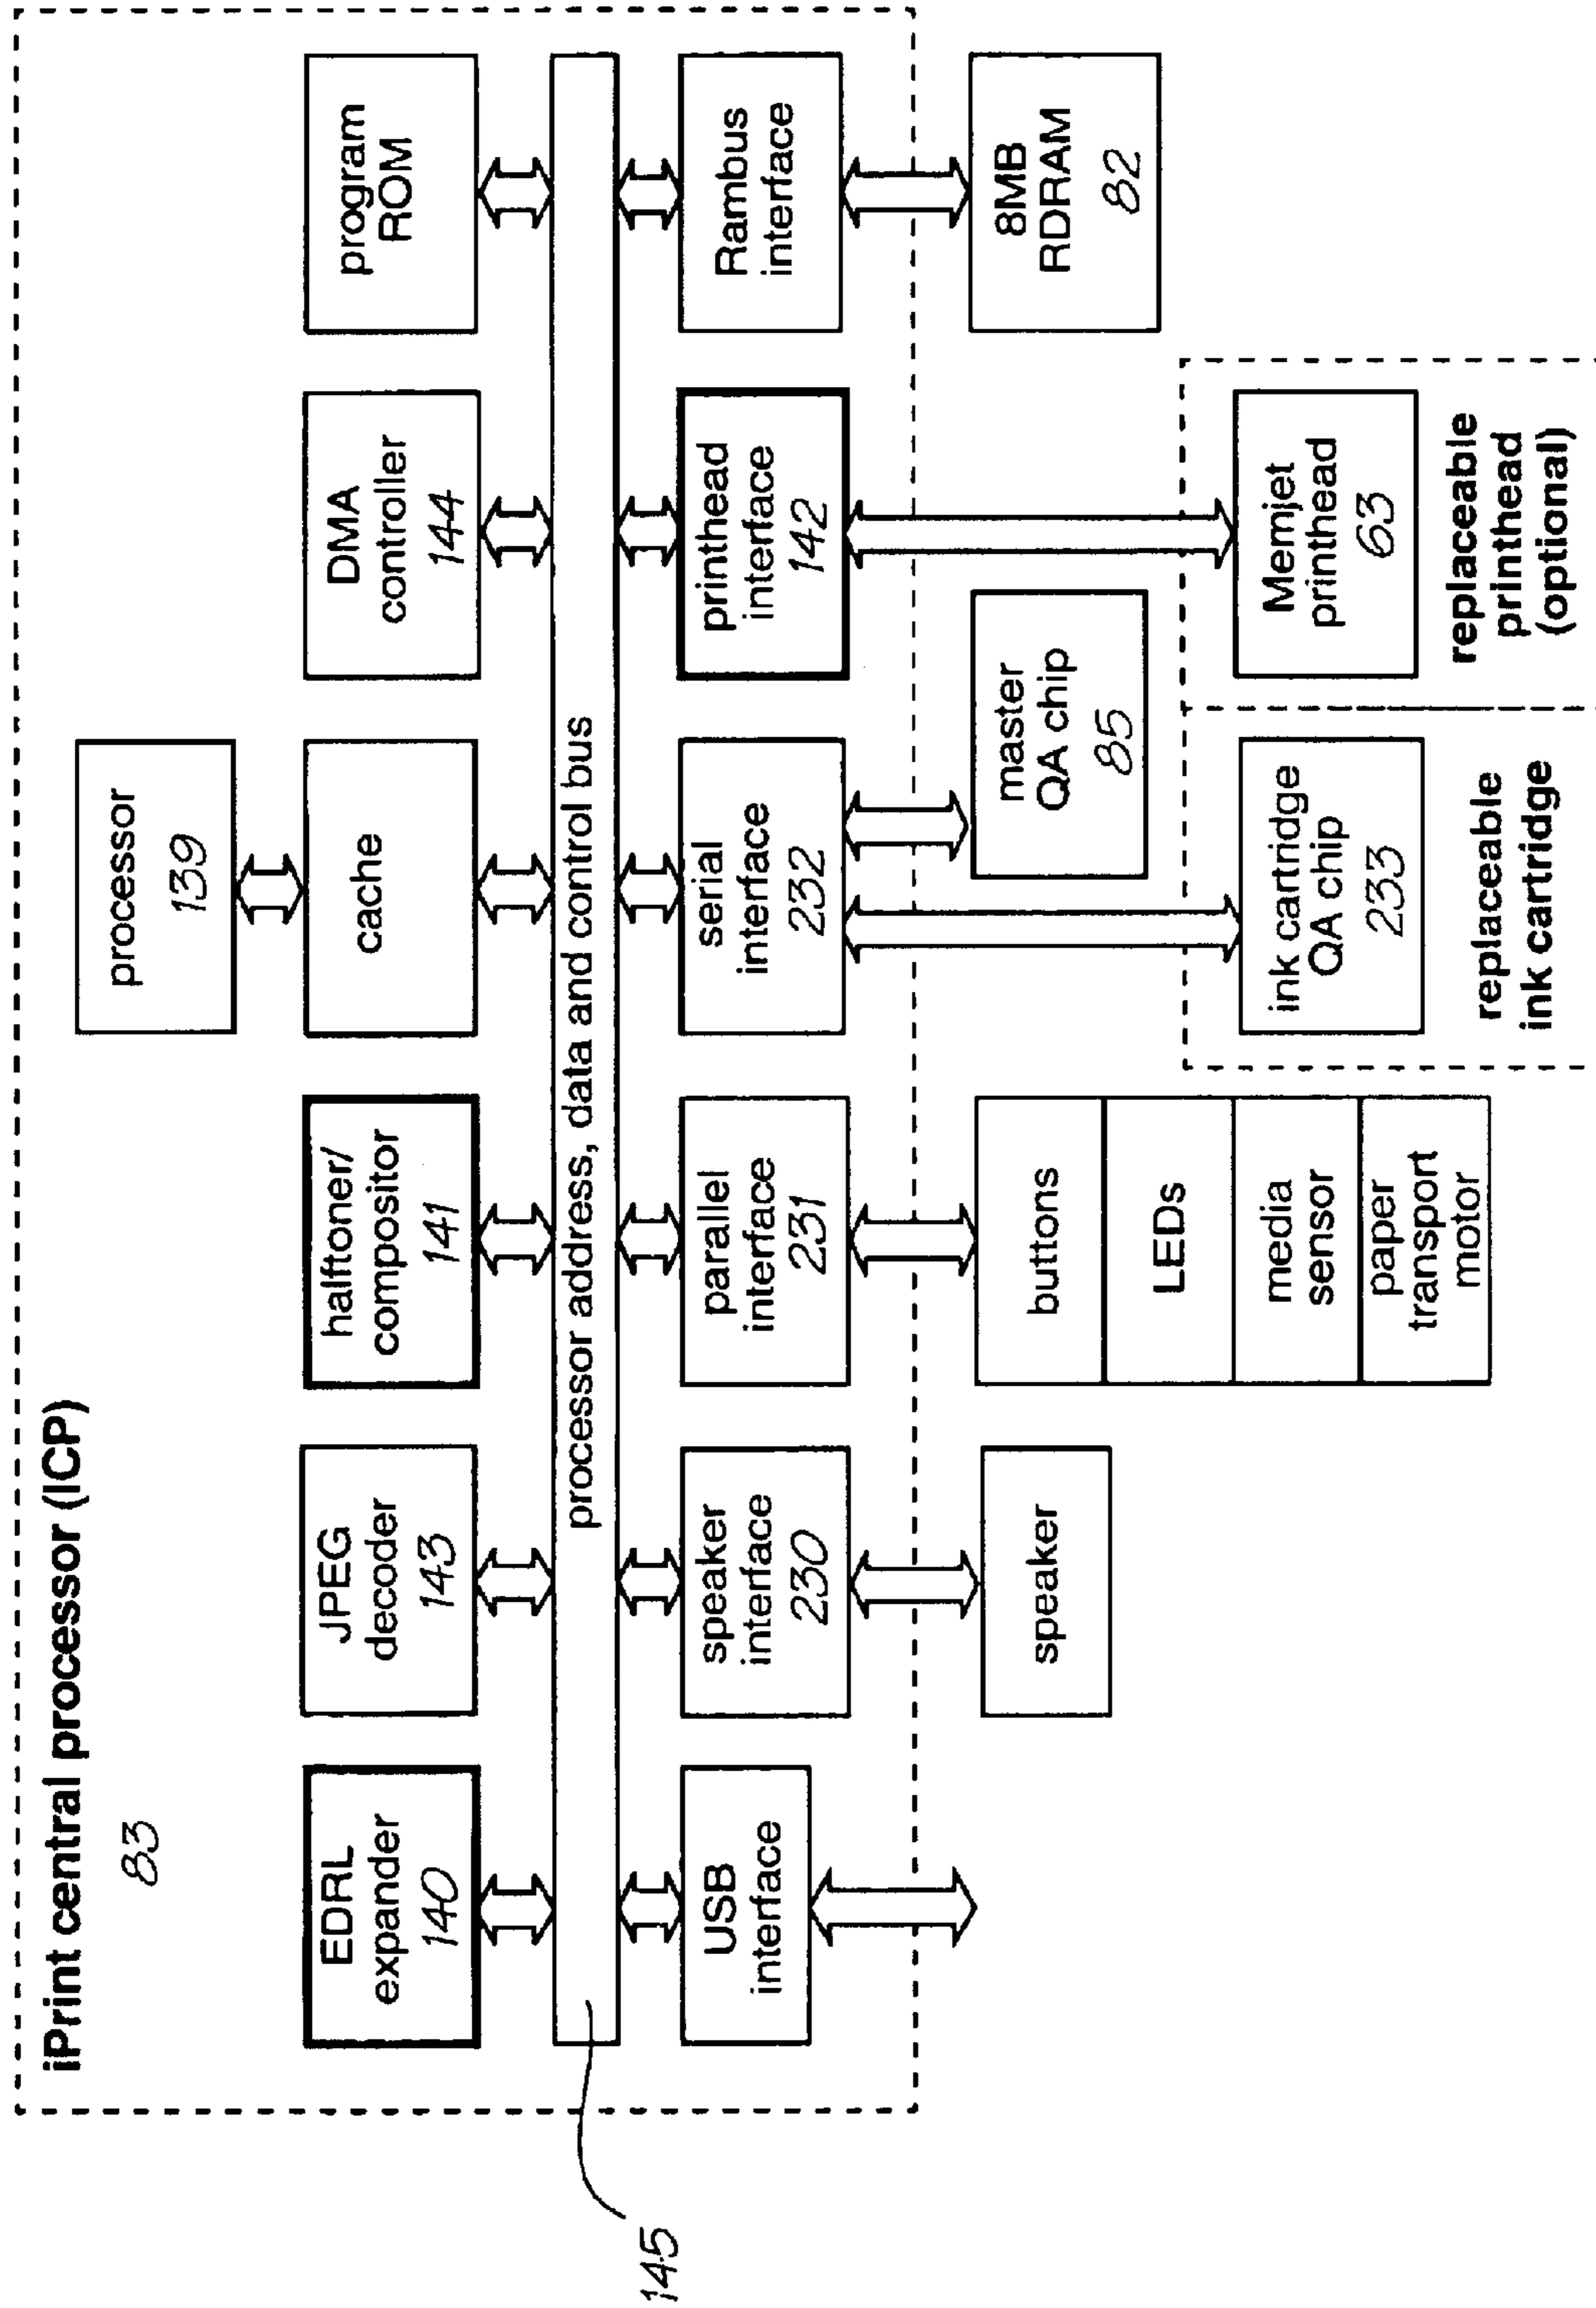 iPrint central processor (ICP)
83
processor
139
EDRL
expander
140
JPEG
decoder
143
halftoner/
compositor
141
cache
DMA
controller
144
program
ROM
processor address, data and control bus
145
USB
interface
speaker
interface
230
parallel
interface
231
serial
interface
232
printhead
interface
142
Rambus
interface
speaker
buttons
LEDs
media
sensor
paper
transport
motor
master
QA chip
85
8MB
RDRAM
82
ink cartridge
QA chip
233
replaceable
ink cartridge
Memjet
printhead
63
replaceable
printhead
(optional)